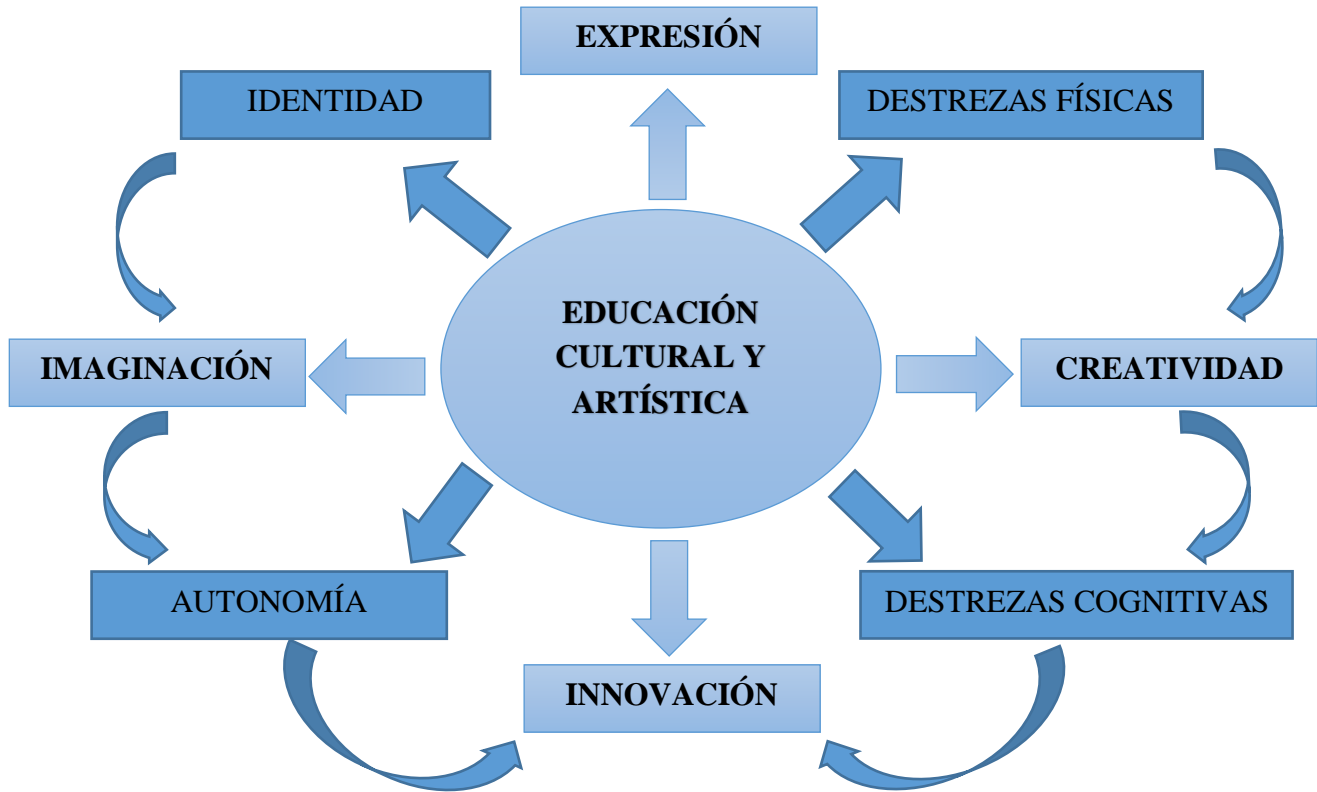 EXPRESIÓN
IDENTIDAD
DESTREZAS FÍSICAS
EDUCACIÓN
CULTURAL Y
ARTÍSTICA
IMAGINACIÓN
CREATIVIDAD
AUTONOMÍA
DESTREZAS COGNITIVAS
INNOVACIÓN